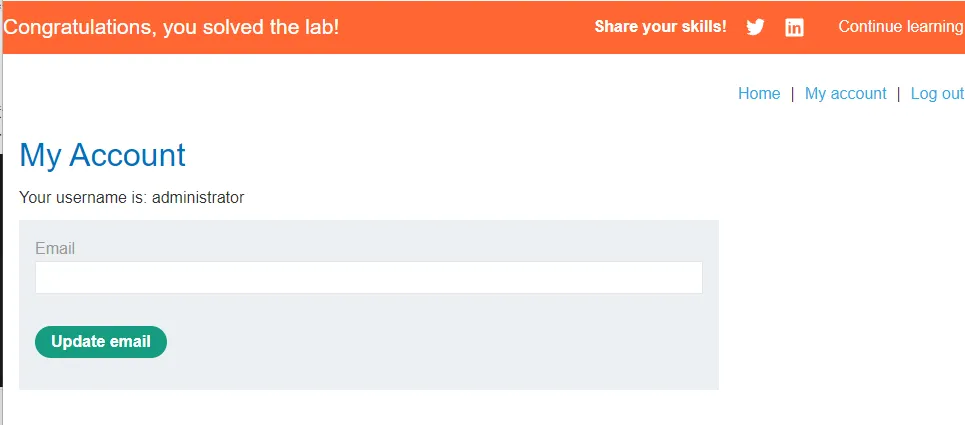 Congratulations, you solved the lab! Share your skills! Continue learning
Home | My account | Log out
My Account
Your username is: administrator
Email
Update email